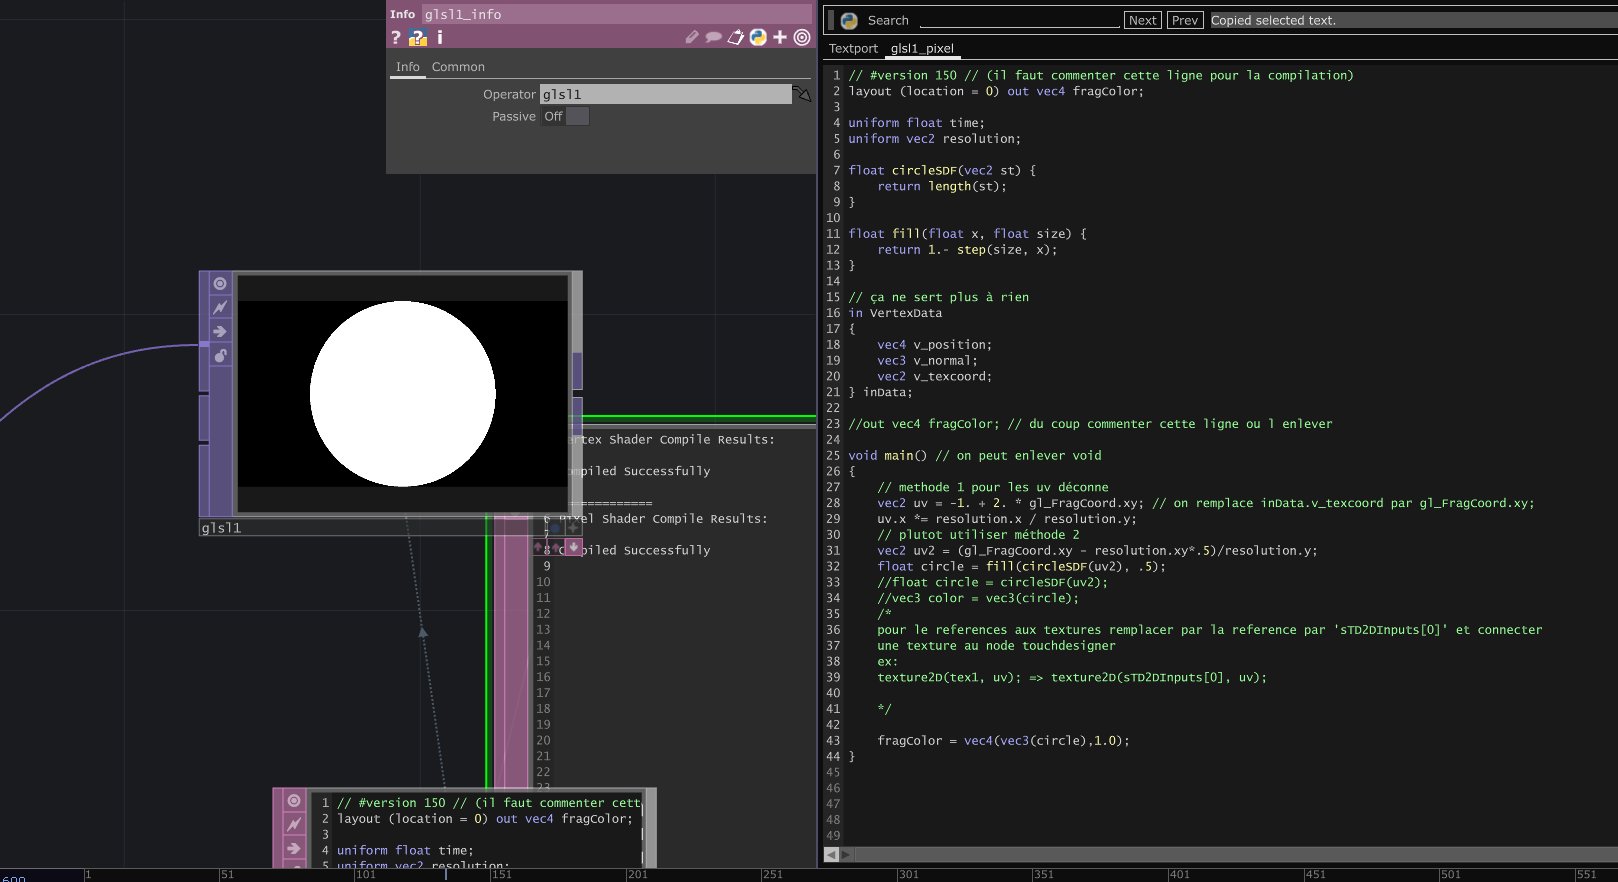 Info glsl1_info
? ? i
Info Common
Operator glsl1
Passive Off
Search Next Prev Copied selected text.
Textport glsl1_pixel
1 // #version 150 // (il faut commenter cette ligne pour la compilation)
2 layout (location = 0) out vec4 fragColor;
3
4 uniform float time;
5 uniform vec2 resolution;
6
7 float circleSDF(vec2 st) {
8 return length(st);
9 }
10
11 float fill(float x, float size) {
12 return 1.- step(size, x);
13 }
14
15 // ça ne sert plus à rien
16 in VertexData
17 {
18 vec4 v_position;
19 vec3 v_normal;
20 vec2 v_texcoord;
21 } inData;
22
23 //out vec4 fragColor; // du coup commenter cette ligne ou l enlever
24
25 void main() // on peut enlever void
26 {
27 // methode 1 pour les uv déconne
28 vec2 uv = -1. + 2. * gl_FragCoord.xy; // on remplace inData.v_texcoord par gl_FragCoord.xy;
29 uv.x *= resolution.x / resolution.y;
30 // plutot utiliser méthode 2
31 vec2 uv2 = (gl_FragCoord.xy - resolution.xy*.5)/resolution.y;
32 float circle = fill(circleSDF(uv2), .5);
33 //float circle = circleSDF(uv2);
34 //vec3 color = vec3(circle);
35 /*
36 pour le references aux textures remplacer par la reference par 'sTD2DInputs[0]' et connecter
37 une texture au node touchdesigner
38 ex:
39 texture2D(tex1, uv); => texture2D(sTD2DInputs[0], uv);
40
41 */
42
43 fragColor = vec4(vec3(circle),1.0);
44 }
45
46
47
48
49
glsl1
ertex Shader Compile Results:
mpiled Successfully
============
6 Pixel Shader Compile Results:
7
8 Compiled Successfully
9
10
11
12
13
14
15
16
17
18
19
20
21
22
23
1 // #version 150 // (il faut commenter cett
2 layout (location = 0) out vec4 fragColor;
3
4 uniform float time;
5 uniform vec2 resolution;
600 1 51 101 151 201 251 301 351 401 451 501 551